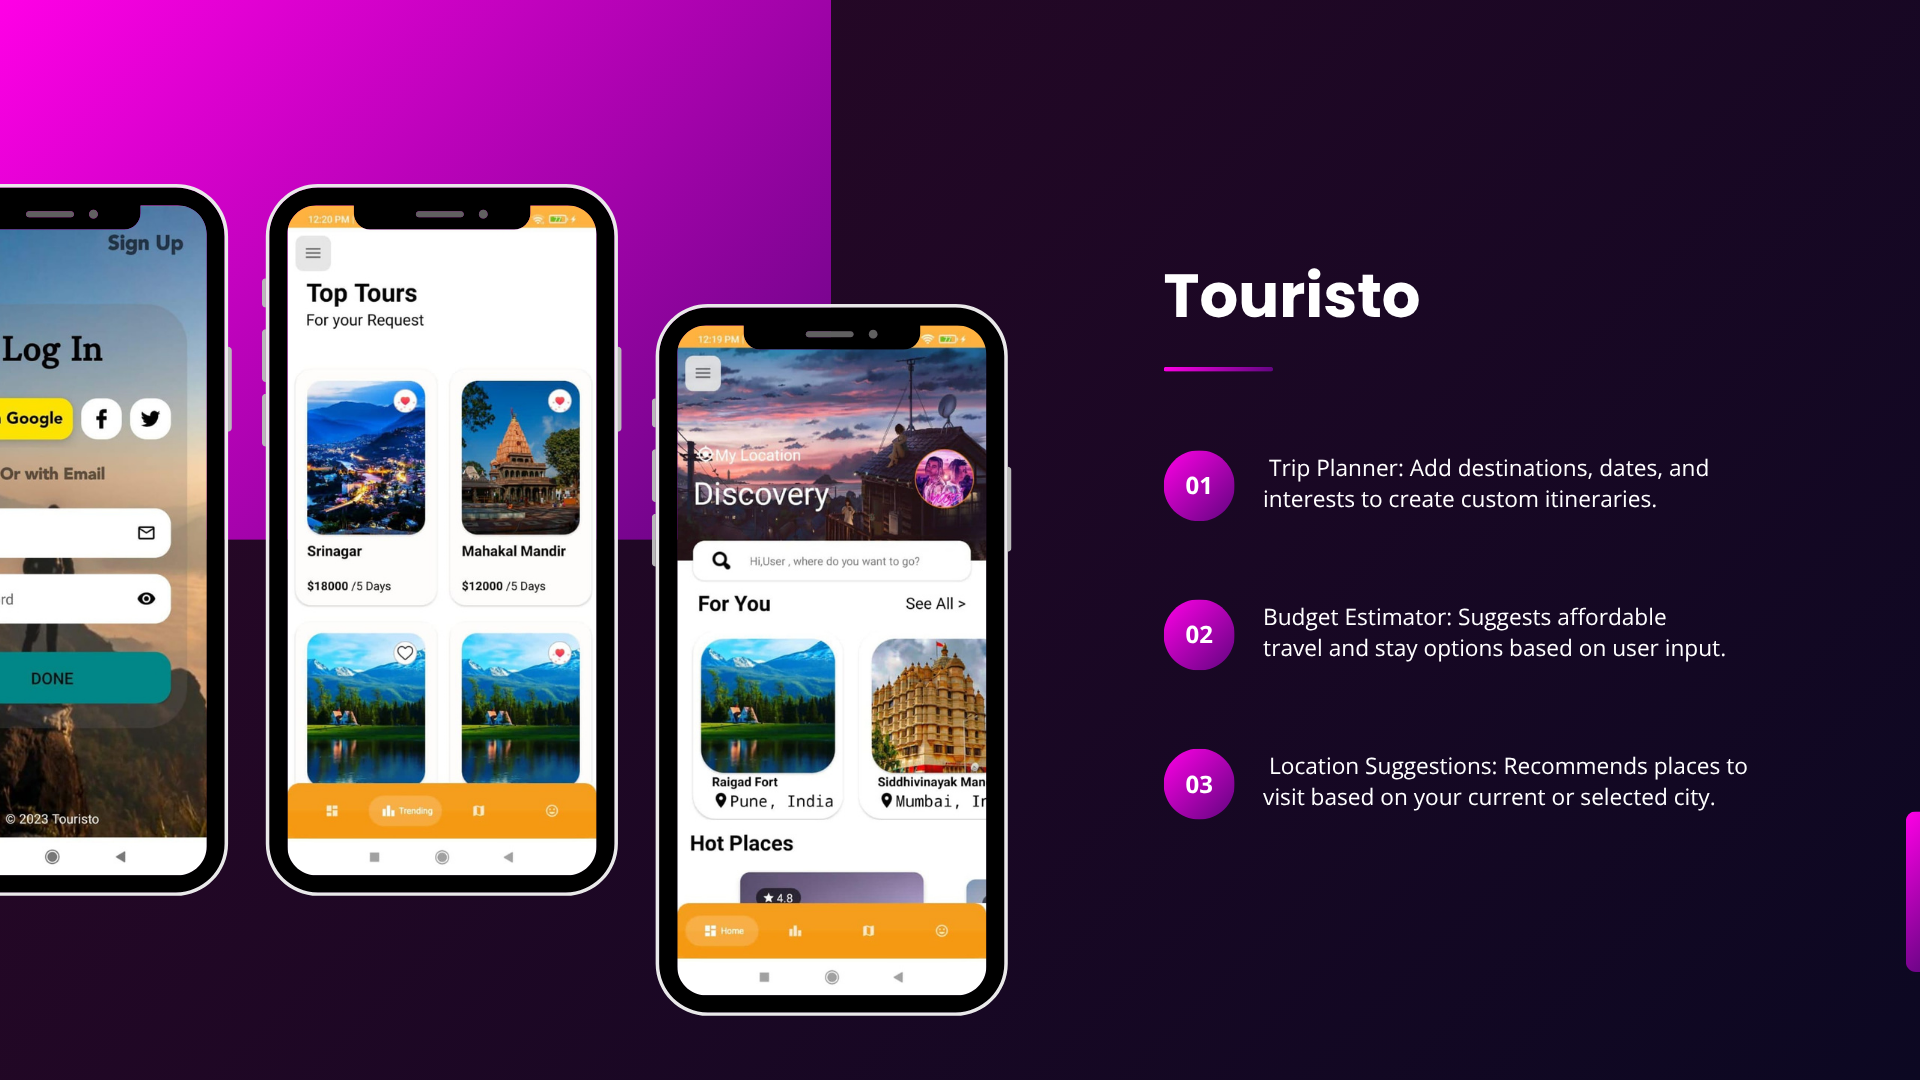 Sign Up
Log In
Google
Or with Email
rd
DONE
© 2023 Touristo
12:20 PM
Top Tours
For your Request
Srinagar
$18000 /5 Days
Mahakal Mandir
$12000 /5 Days
Trending
12:19 PM
My Location
Discovery
Hi,User , where do you want to go?
For You
See All >
Raigad Fort
Pune, India
Siddhivinayak Man
Mumbai, Ir
Hot Places
4.8
Home
Touristo
01
Trip Planner: Add destinations, dates, and
interests to create custom itineraries.
02
Budget Estimator: Suggests affordable
travel and stay options based on user input.
03
Location Suggestions: Recommends places to
visit based on your current or selected city.